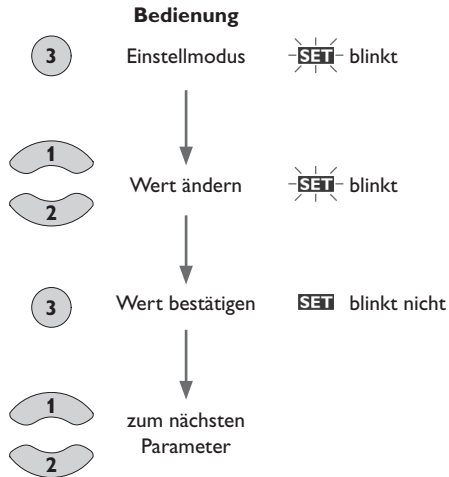 Bedienung
3 Einstellmodus SET blinkt
1
Wert ändern SET blinkt
2
3 Wert bestätigen SET blinkt nicht
1
zum nächsten
Parameter
2